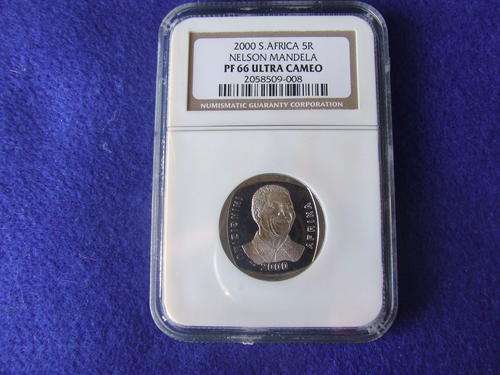 2000 S.AFRICA 5R
NELSON MANDELA
PF 66 ULTRA CAMEO
2058509-008
NUMISMATIC GUARANTY CORPORATION
2000